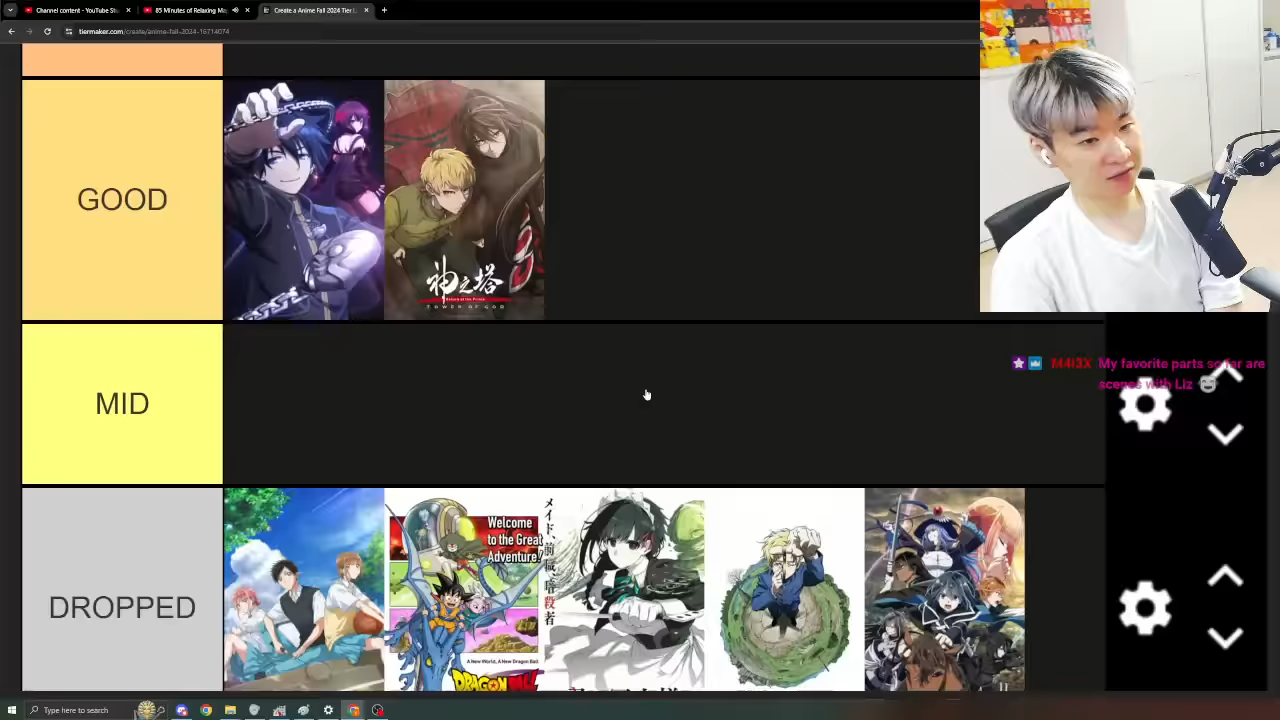 Channel content - YouTube Stu
85 Minutes of Relaxing Ma
Create a Anime Fall 2024 Tier L
tiermaker.com/create/anime-fall-2024-16714074
GOOD
神之塔
TOWER OF GOD
M4I3X My favorite parts so far are
scenes with Liz
MID
DROPPED
Welcome
to the Great
Adventure!
A New World, A New Dragon Ball
DRAGON BALL
メイド、前職、暗殺者
Type here to search